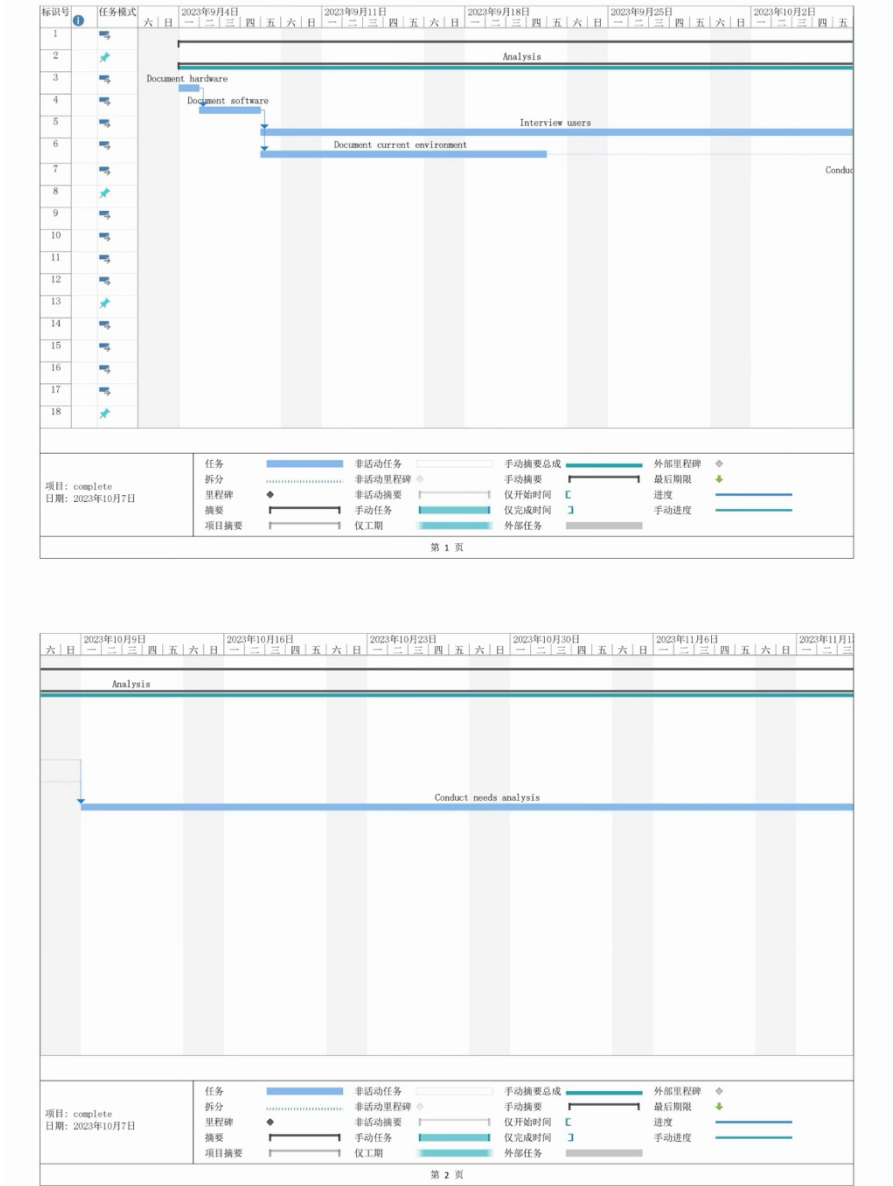 标识号 任务模式 2023年9月4日 2023年9月11日 2023年9月18日 2023年9月25日 2023年10月2日
六 日 一 二 三 四 五 六 日 一 二 三 四 五 六 日 一 二 三 四 五 六 日 一 二 三 四 五 六 日 一 二 三 四 五
1
2 Analysis
3 Document hardware
4 Document software
5 Interview users
6 Document current environment
7 Conduc
8
9
10
11
12
13
14
15
16
17
18
项目: complete
日期: 2023年10月7日
任务 非活动任务 手动摘要总成 外部里程碑
拆分 非活动里程碑 手动摘要 最后期限
里程碑 非活动摘要 仅开始时间 进度
摘要 手动任务 仅完成时间 手动进度
项目摘要 仅工期 外部任务
第 1 页
2023年10月9日 2023年10月16日 2023年10月23日 2023年10月30日 2023年11月6日 2023年11月1
六 日 一 二 三 四 五 六 日 一 二 三 四 五 六 日 一 二 三 四 五 六 日 一 二 三 四 五 六 日 一 二 三 四 五 六 日 一 二 三
Analysis
Conduct needs analysis
项目: complete
日期: 2023年10月7日
任务 非活动任务 手动摘要总成 外部里程碑
拆分 非活动里程碑 手动摘要 最后期限
里程碑 非活动摘要 仅开始时间 进度
摘要 手动任务 仅完成时间 手动进度
项目摘要 仅工期 外部任务
第 2 页